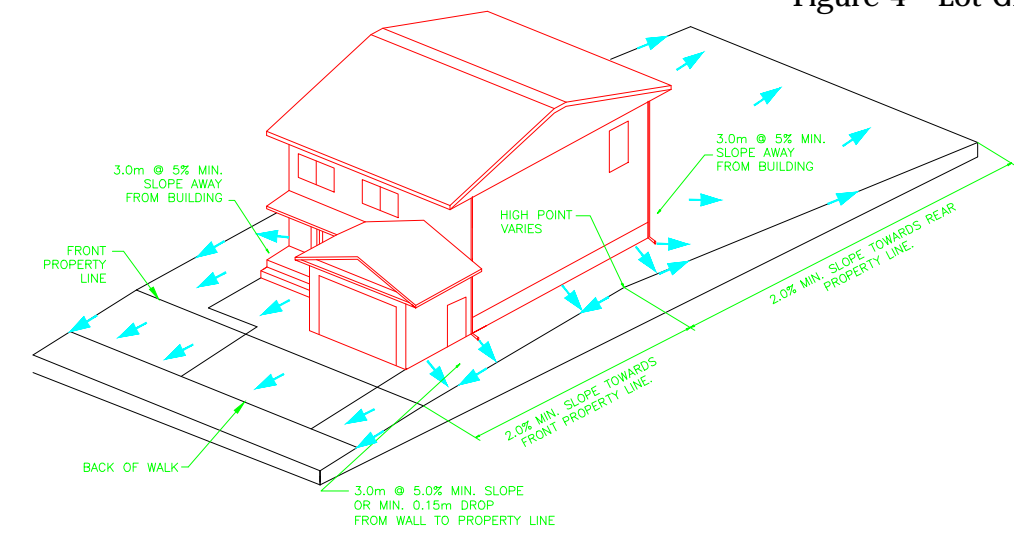 Figure 4
3.0m @ 5% MIN.
SLOPE AWAY
FROM BUILDING
3.0m @ 5% MIN.
SLOPE AWAY
FROM BUILDING
HIGH POINT
VARIES
FRONT
PROPERTY
LINE
2.0% MIN. SLOPE TOWARDS REAR
PROPERTY LINE.
2.0% MIN. SLOPE TOWARDS
FRONT PROPERTY LINE.
BACK OF WALK
3.0m @ 5.0% MIN. SLOPE
OR MIN. 0.15m DROP
FROM WALL TO PROPERTY LINE